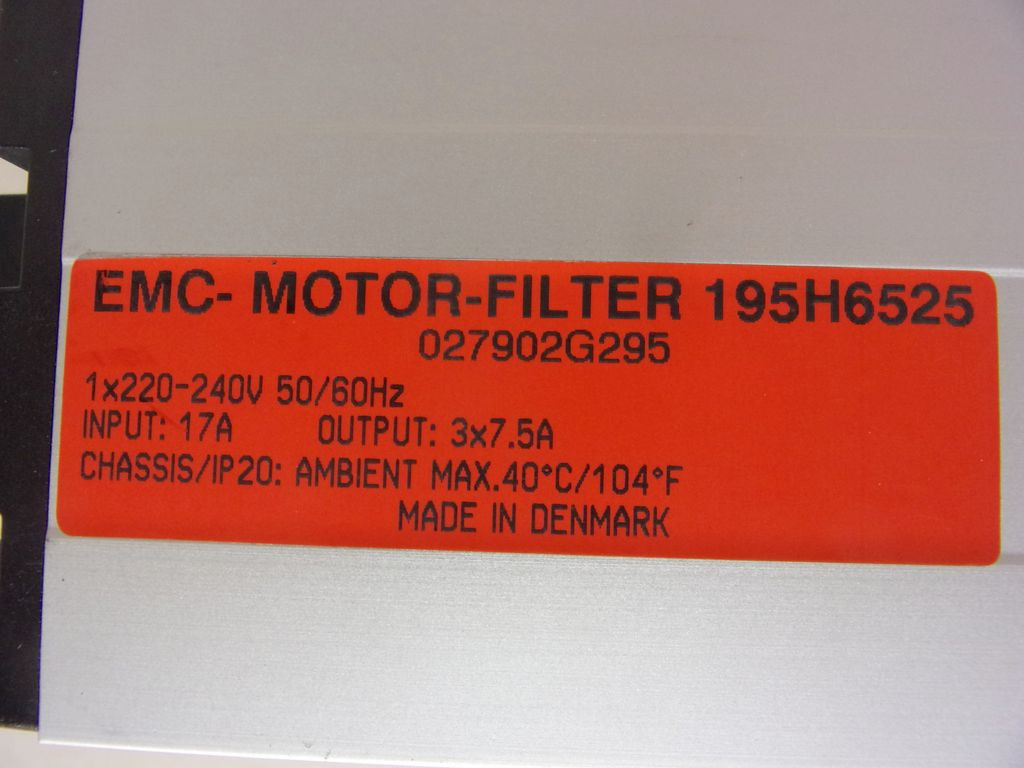 EMC- MOTOR-FILTER 195H6525
027902G295
1x220-240V 50/60Hz
INPUT: 17A OUTPUT: 3x7.5A
CHASSIS/IP20: AMBIENT MAX.40°C/104°F
MADE IN DENMARK